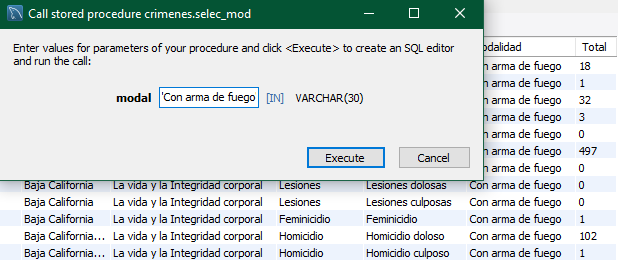 Call stored procedure crimenes.selec_mod
Enter values for parameters of your procedure and click <Execute> to create an SQL editor
and run the call:
modal 'Con arma de fuego [IN] VARCHAR(30)
Execute Cancel
odalidad Total
Con arma de fuego 18
Con arma de fuego 1
Con arma de fuego 32
Con arma de fuego 3
Con arma de fuego 0
Con arma de fuego 497
Con arma de fuego 0
Baja California La vida y la Integridad corporal Lesiones Lesiones dolosas Con arma de fuego 0
Baja California La vida y la Integridad corporal Lesiones Lesiones culposas Con arma de fuego 0
Baja California... La vida y la Integridad corporal Feminicidio Feminicidio Con arma de fuego 1
Baja California... La vida y la Integridad corporal Homicidio Homicidio doloso Con arma de fuego 102
Baja California... La vida y la Integridad corporal Homicidio Homicidio culposo Con arma de fuego 1